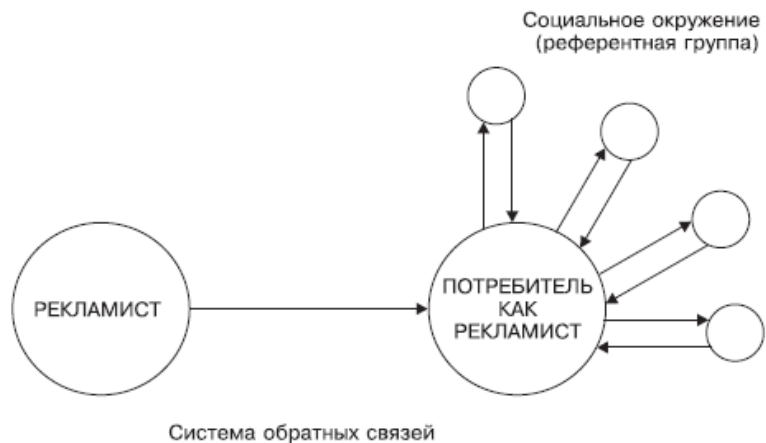 Социальное окружение
(референтная группа)
РЕКЛАМИСТ
ПОТРЕБИТЕЛЬ
КАК
РЕКЛАМИСТ
Система обратных связей